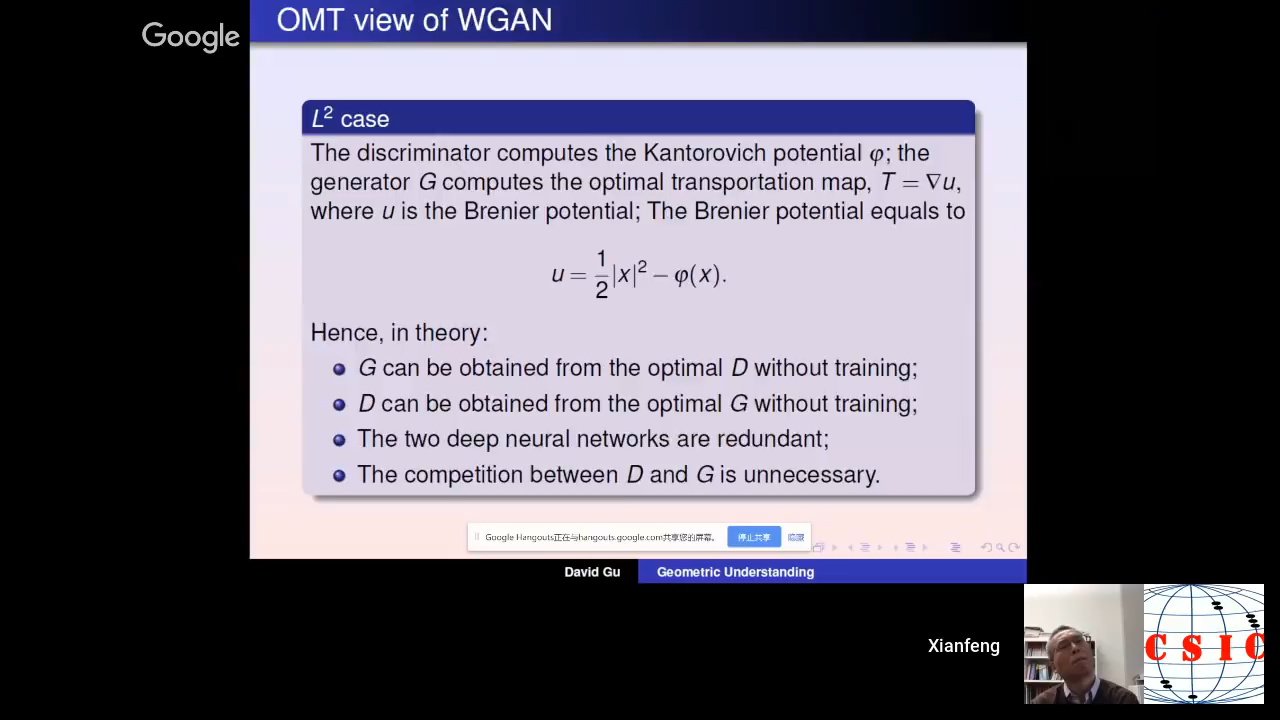 Google
OMT view of WGAN
L² case
The discriminator computes the Kantorovich potential φ; the
generator G computes the optimal transportation map, T = ∇u,
where u is the Brenier potential; The Brenier potential equals to
u = 1/2|x|² − φ(x).
Hence, in theory:
G can be obtained from the optimal D without training;
D can be obtained from the optimal G without training;
The two deep neural networks are redundant;
The competition between D and G is unnecessary.
Google Hangouts正在与hangouts.google.com共享您的屏幕。 停止共享 隐藏
David Gu Geometric Understanding
Xianfeng
CSIC